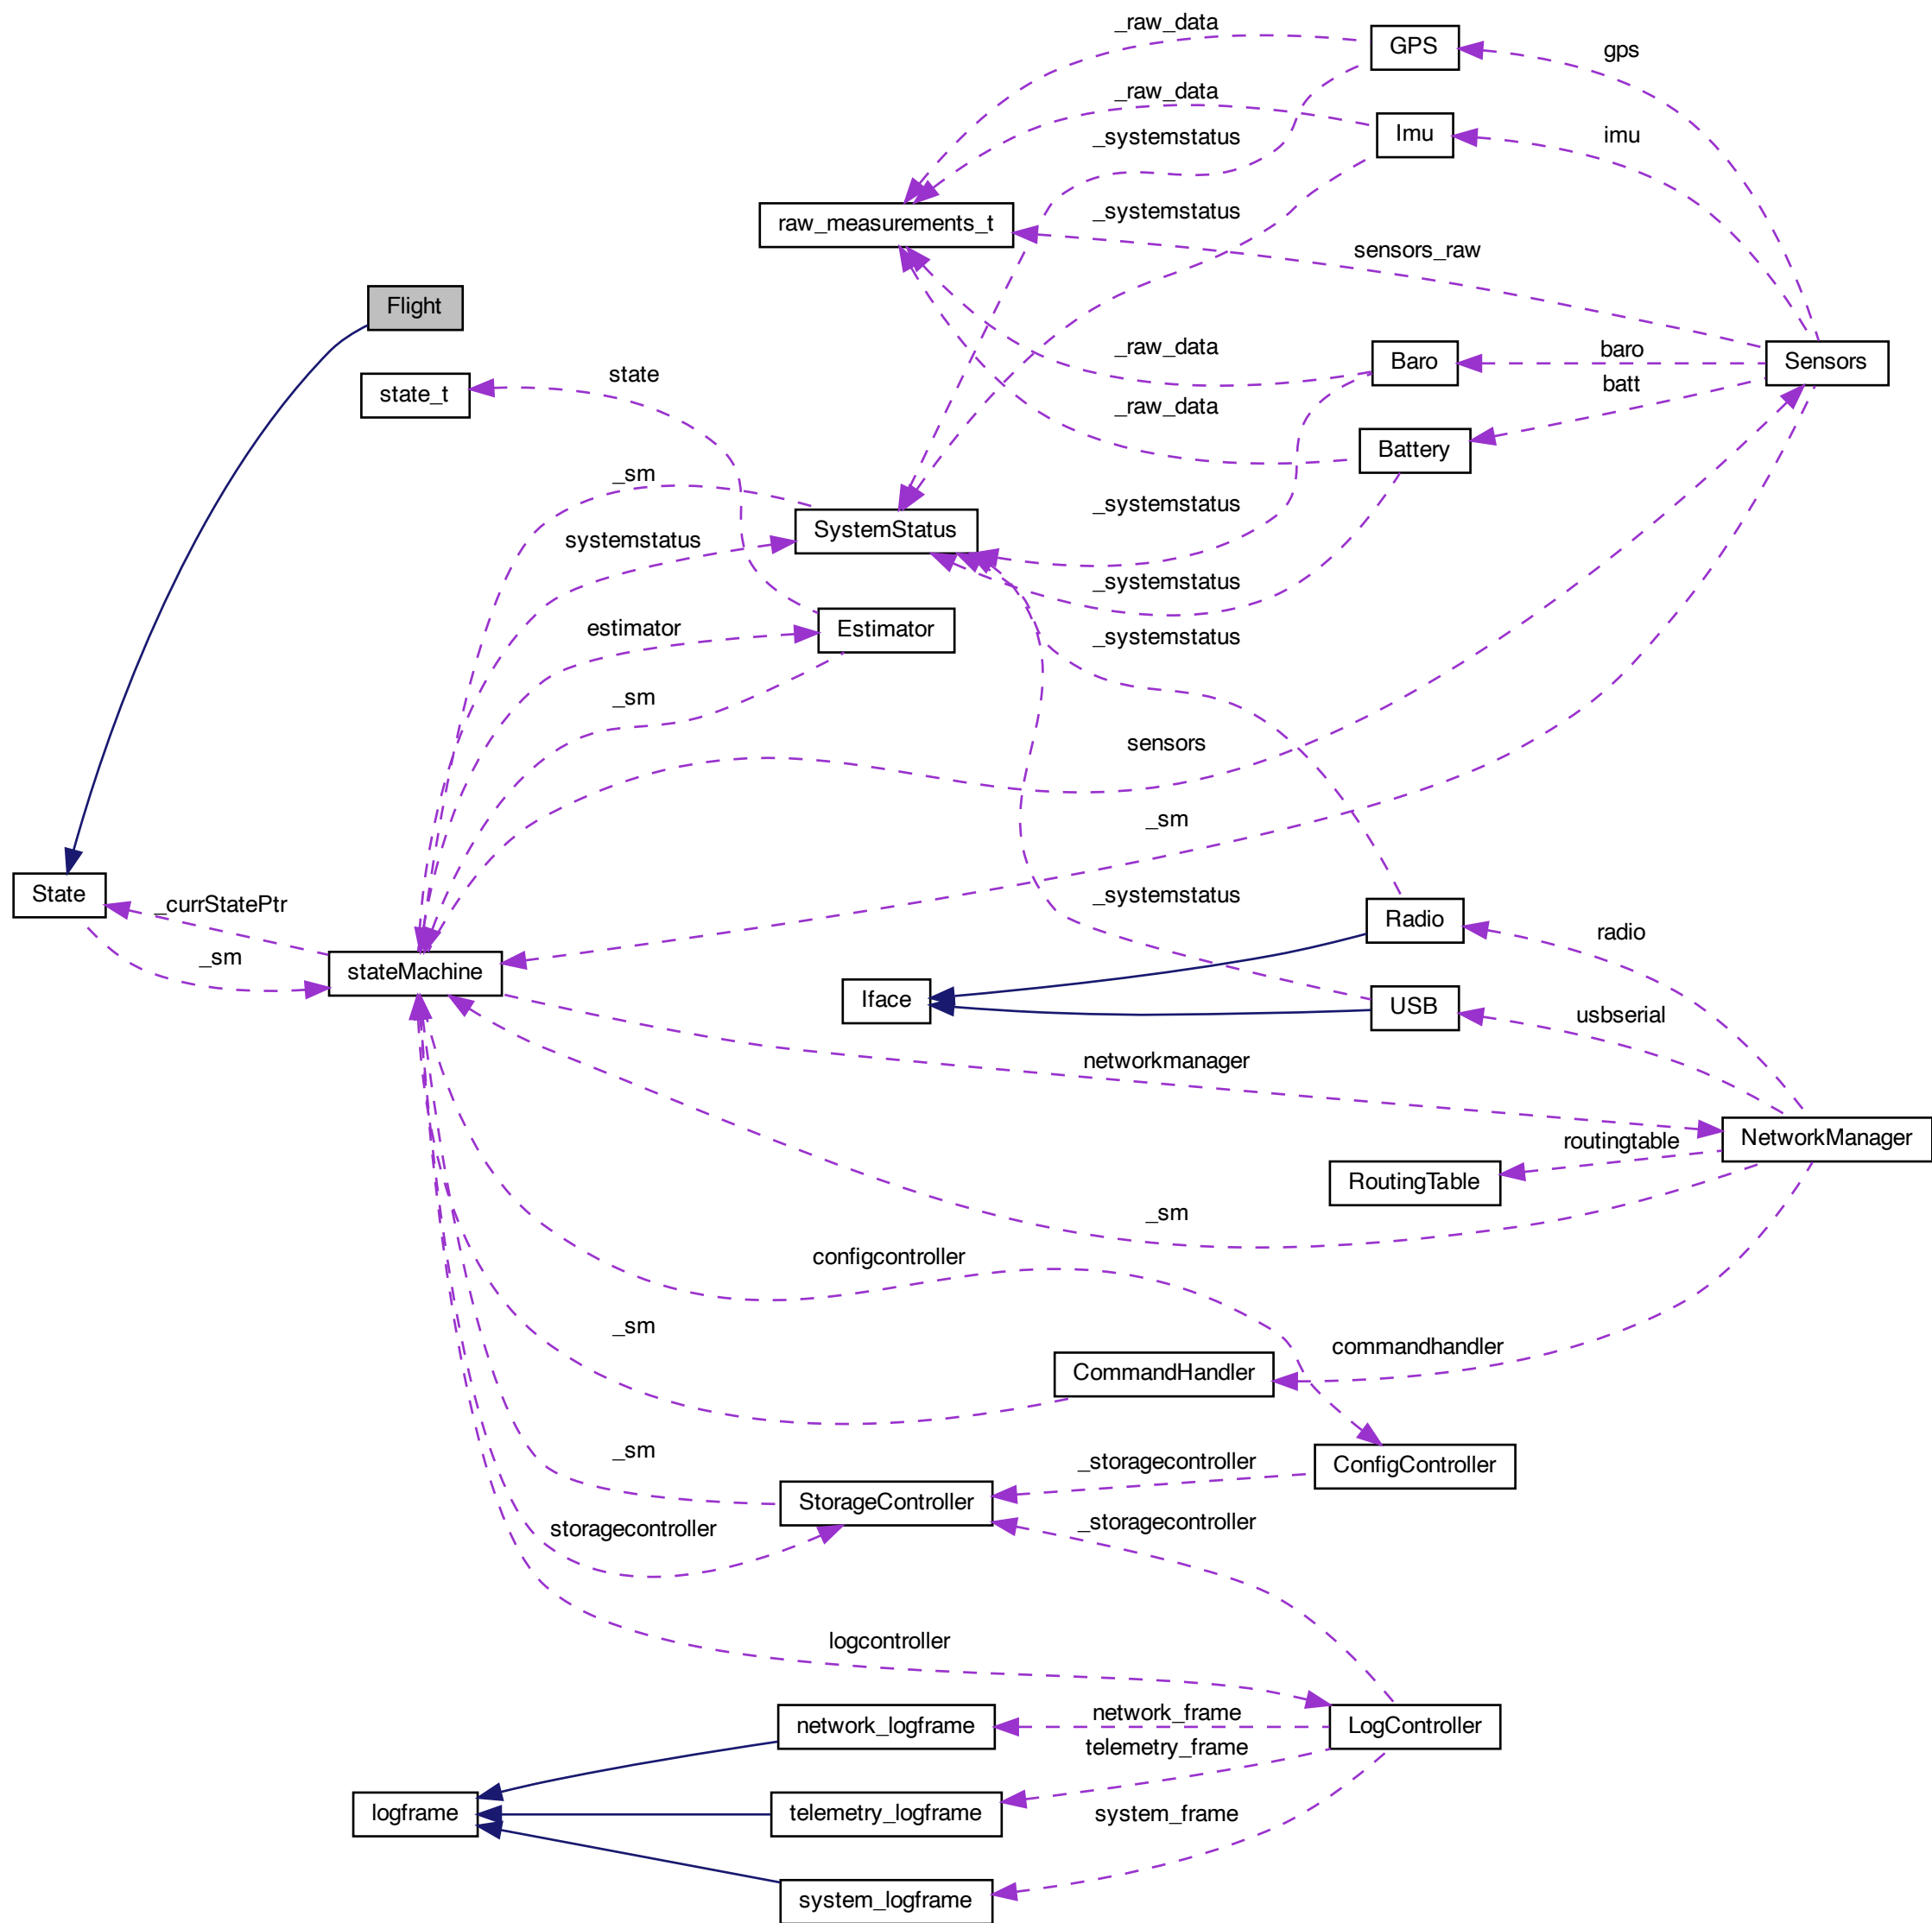 _raw_data
GPS
gps
_raw_data
Imu
imu
_systemstatus
_systemstatus
raw_measurements_t
sensors_raw
Flight
_raw_data
Baro
baro
Sensors
state
state_t
batt
_raw_data
Battery
_sm
_systemstatus
SystemStatus
systemstatus
_systemstatus
estimator
Estimator
_systemstatus
_sm
sensors
_sm
State
_currStatePtr
_systemstatus
Radio
radio
_sm
stateMachine
Iface
USB
usbserial
networkmanager
NetworkManager
routingtable
RoutingTable
_sm
configcontroller
_sm
commandhandler
CommandHandler
_sm
_storagecontroller
ConfigController
StorageController
storagecontroller
_storagecontroller
logcontroller
network_logframe
network_frame
LogController
telemetry_frame
logframe
telemetry_logframe
system_frame
system_logframe